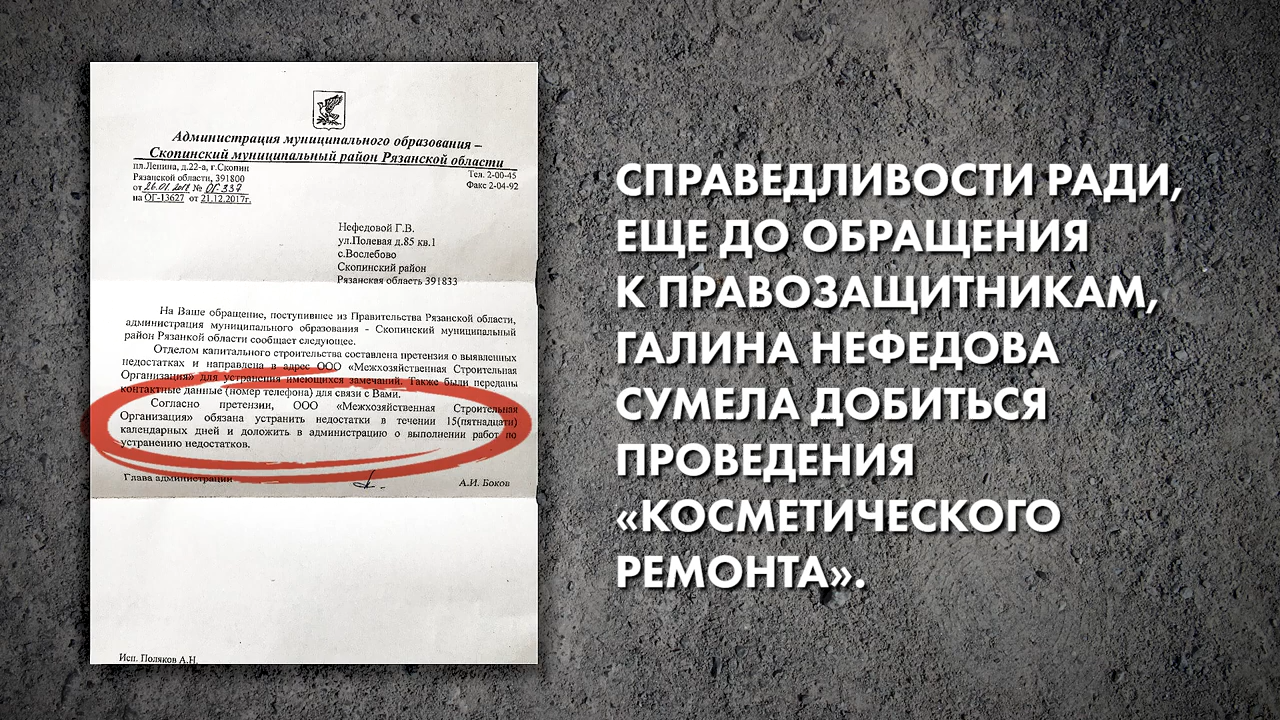 Администрация муниципального образования –
Скопинский муниципальный район Рязанской области
пл.Ленина, д.22-а, г.Скопин
Рязанской области, 391800
Тел. 2-00-45
Факс 2-04-92
от 26.01.2018 № ОГ-337
на ОГ-13627 от 21.12.2017г.
Нефедовой Г.В.
ул.Полевая д.85 кв.1
с.Вослебово
Скопинский район
Рязанская область 391833
На Ваше обращение, поступившее из Правительства Рязанской области,
администрация муниципального образования - Скопинский муниципальный
район Рязанкой области сообщает следующее.
Отделом капитального строительства составлена претензия о выявленных
недостатках и направлена в адрес ООО «Межхозяйственная Строительная
Организация» для устранения имеющихся замечаний. Также были переданы
контактные данные (номер телефона) для связи с Вами.
Согласно претензии, ООО «Межхозяйственная Строительная
Организация» обязана устранить недостатки в течении 15(пятнадцати)
календарных дней и доложить в администрацию о выполнении работ по
устранению недостатков.
Глава администрации А.И. Боков
Исп. Поляков А.Н.
СПРАВЕДЛИВОСТИ РАДИ,
ЕЩЕ ДО ОБРАЩЕНИЯ
К ПРАВОЗАЩИТНИКАМ,
ГАЛИНА НЕФЕДОВА
СУМЕЛА ДОБИТЬСЯ
ПРОВЕДЕНИЯ
«КОСМЕТИЧЕСКОГО
РЕМОНТА».